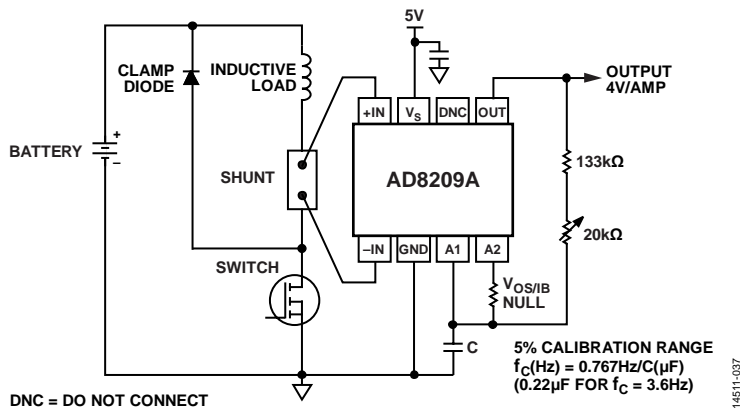 5V
OUTPUT
4V/AMP
CLAMP
DIODE
INDUCTIVE
LOAD
+IN
VS
DNC
OUT
BATTERY
+
–
SHUNT
AD8209A
133kΩ
20kΩ
–IN
GND
A1
A2
SWITCH
VOS/IB
NULL
C
5% CALIBRATION RANGE
fC(Hz) = 0.767Hz/C(µF)
(0.22µF FOR fC = 3.6Hz)
DNC = DO NOT CONNECT
14511-037